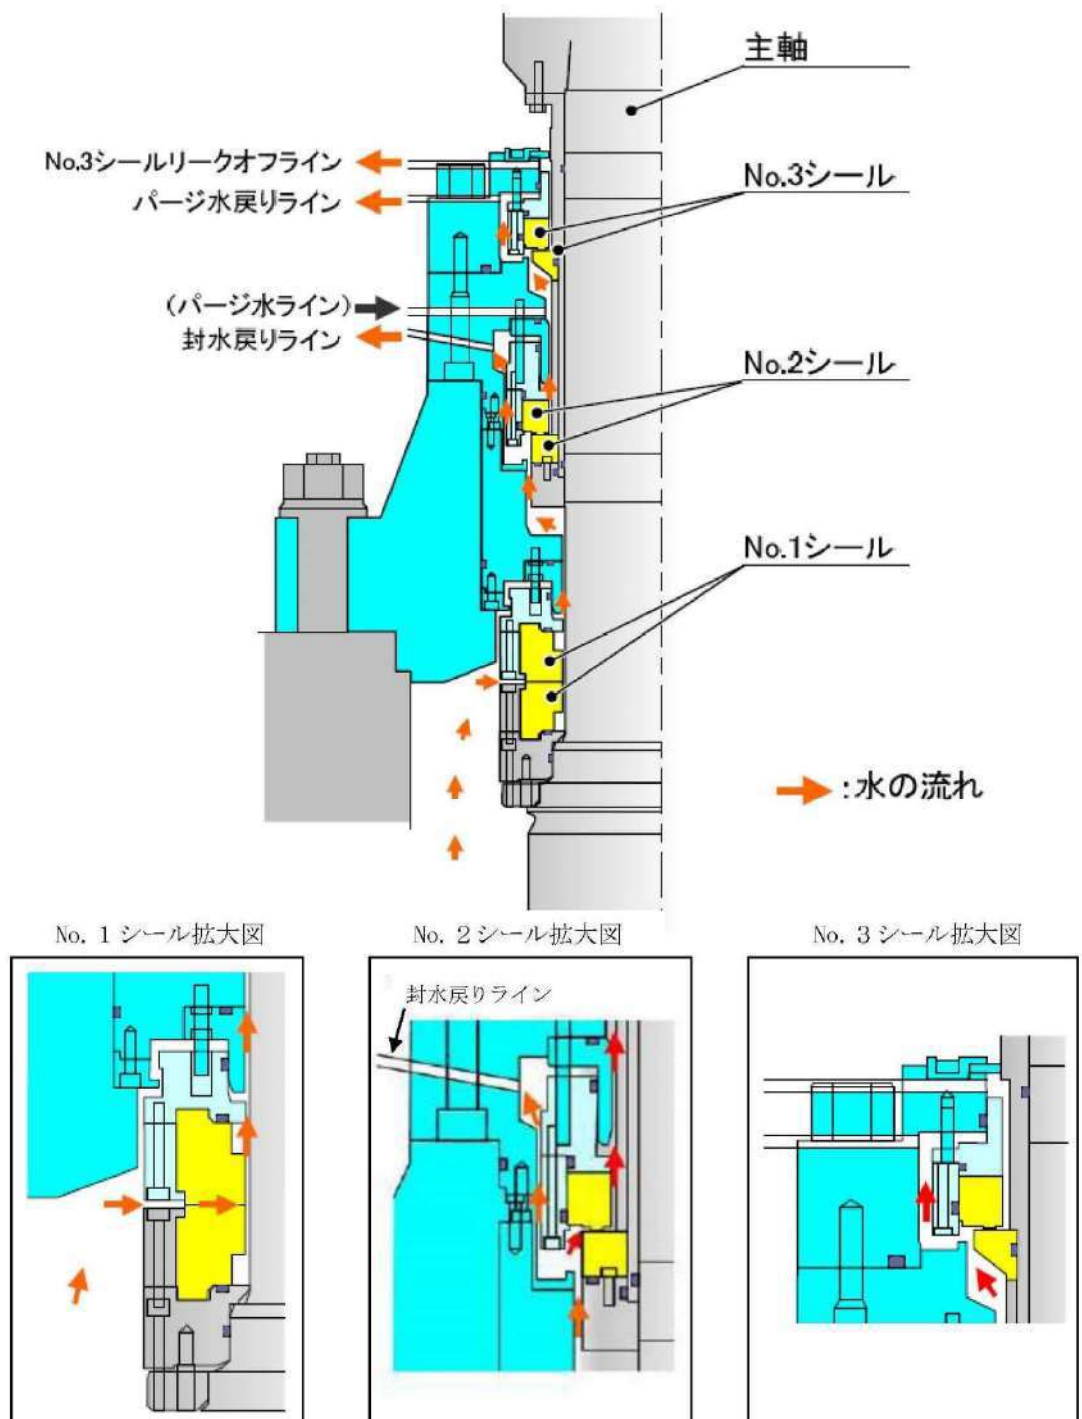 主軸
No.3シールリークオフライン
パージ水戻りライン
No.3シール
(パージ水ライン)
封水戻りライン
No.2シール
No.1シール
:水の流れ
No. 1 シール拡大図
No. 2 シール拡大図
No. 3 シール拡大図
封水戻りライン